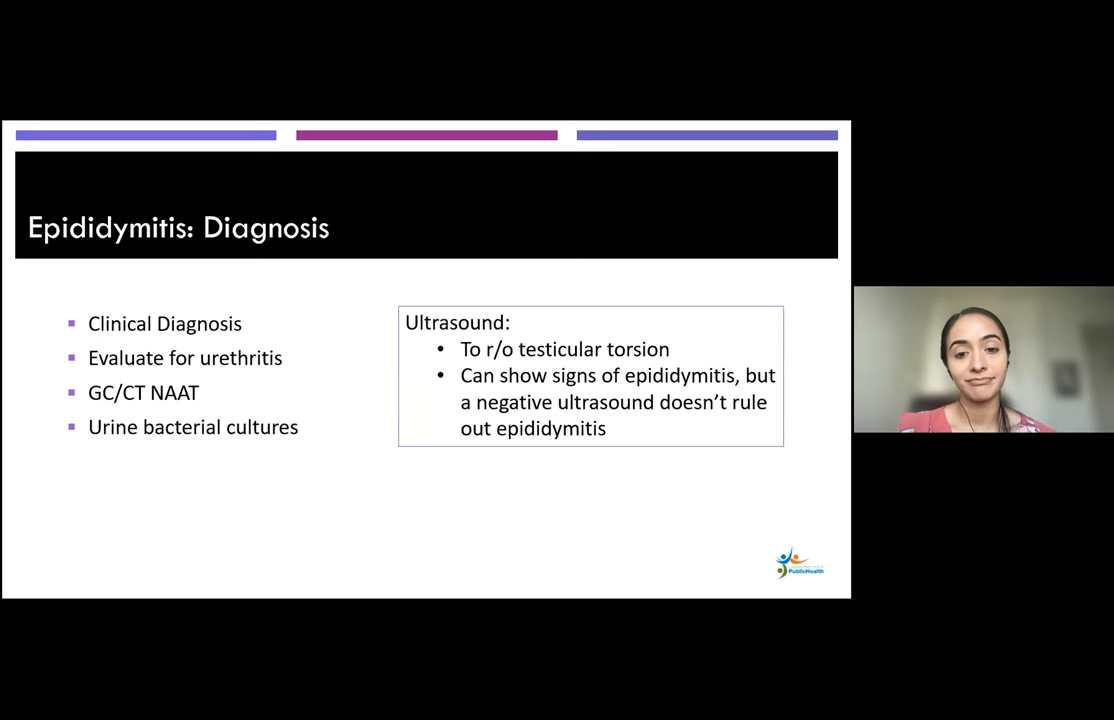 Epididymitis: Diagnosis
Clinical Diagnosis
Evaluate for urethritis
GC/CT NAAT
Urine bacterial cultures
Ultrasound:
To r/o testicular torsion
Can show signs of epididymitis, but
a negative ultrasound doesn't rule
out epididymitis
PublicHealth